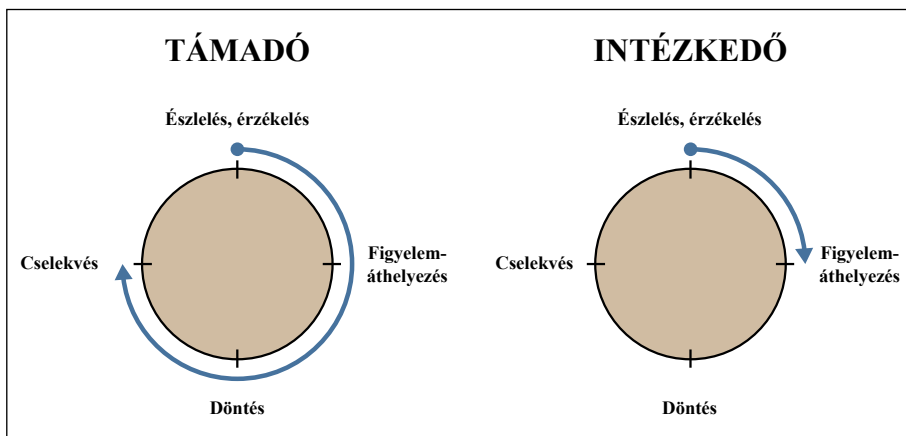 TÁMADÓ
Észlelés, érzékelés
Cselekvés
Figyelem-
áthelyezés
Döntés
INTÉZKEDŐ
Észlelés, érzékelés
Cselekvés
Figyelem-
áthelyezés
Döntés